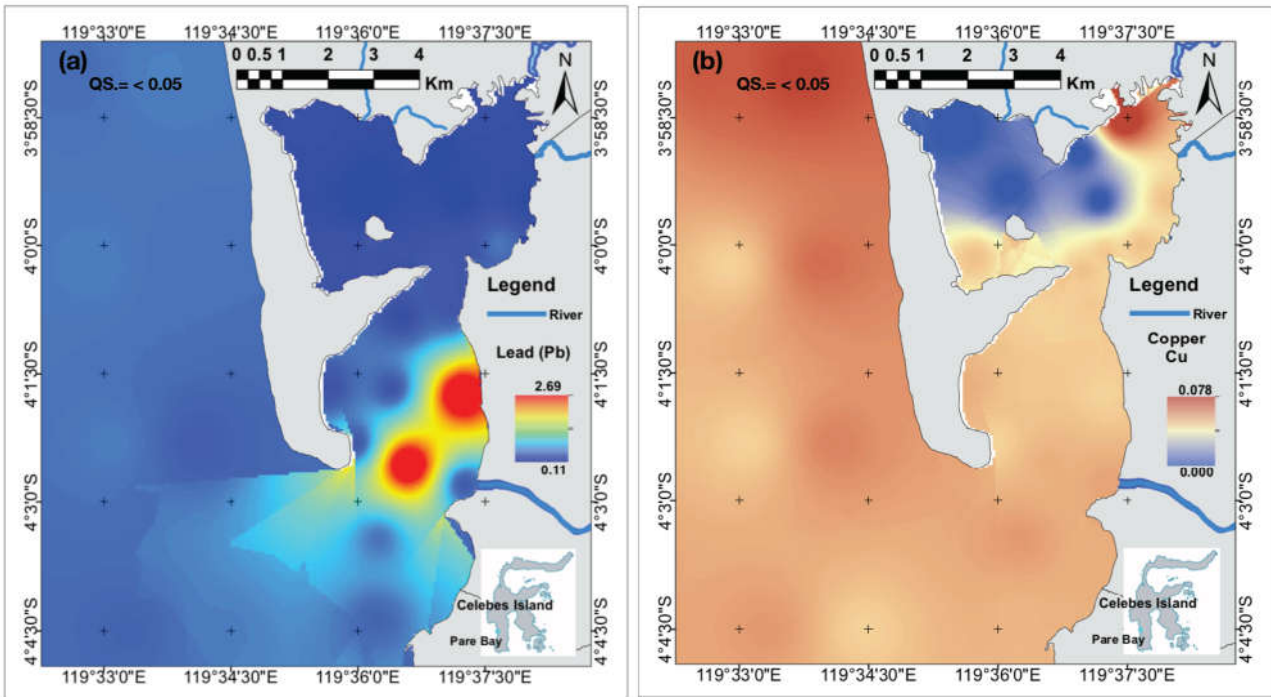 119°33'0"E 119°34'30"E 119°36'0"E 119°37'30"E
(a)
0 0.5 1 2 3 4
Km
QS.= < 0.05
N
3°58'30"S
3°58'30"S
4°0'0"S
4°0'0"S
Legend
River
Lead (Pb)
2.69
0.11
4°1'30"S
4°1'30"S
4°3'0"S
4°3'0"S
4°4'30"S
4°4'30"S
Celebes Island
Pare Bay
119°33'0"E 119°34'30"E 119°36'0"E 119°37'30"E
119°33'0"E 119°34'30"E 119°36'0"E 119°37'30"E
(b)
0 0.5 1 2 3 4
Km
QS.= < 0.05
N
3°58'30"S
3°58'30"S
4°0'0"S
4°0'0"S
Legend
River
Copper
Cu
0.078
0.000
4°1'30"S
4°1'30"S
4°3'0"S
4°3'0"S
4°4'30"S
4°4'30"S
Celebes Island
Pare Bay
119°33'0"E 119°34'30"E 119°36'0"E 119°37'30"E